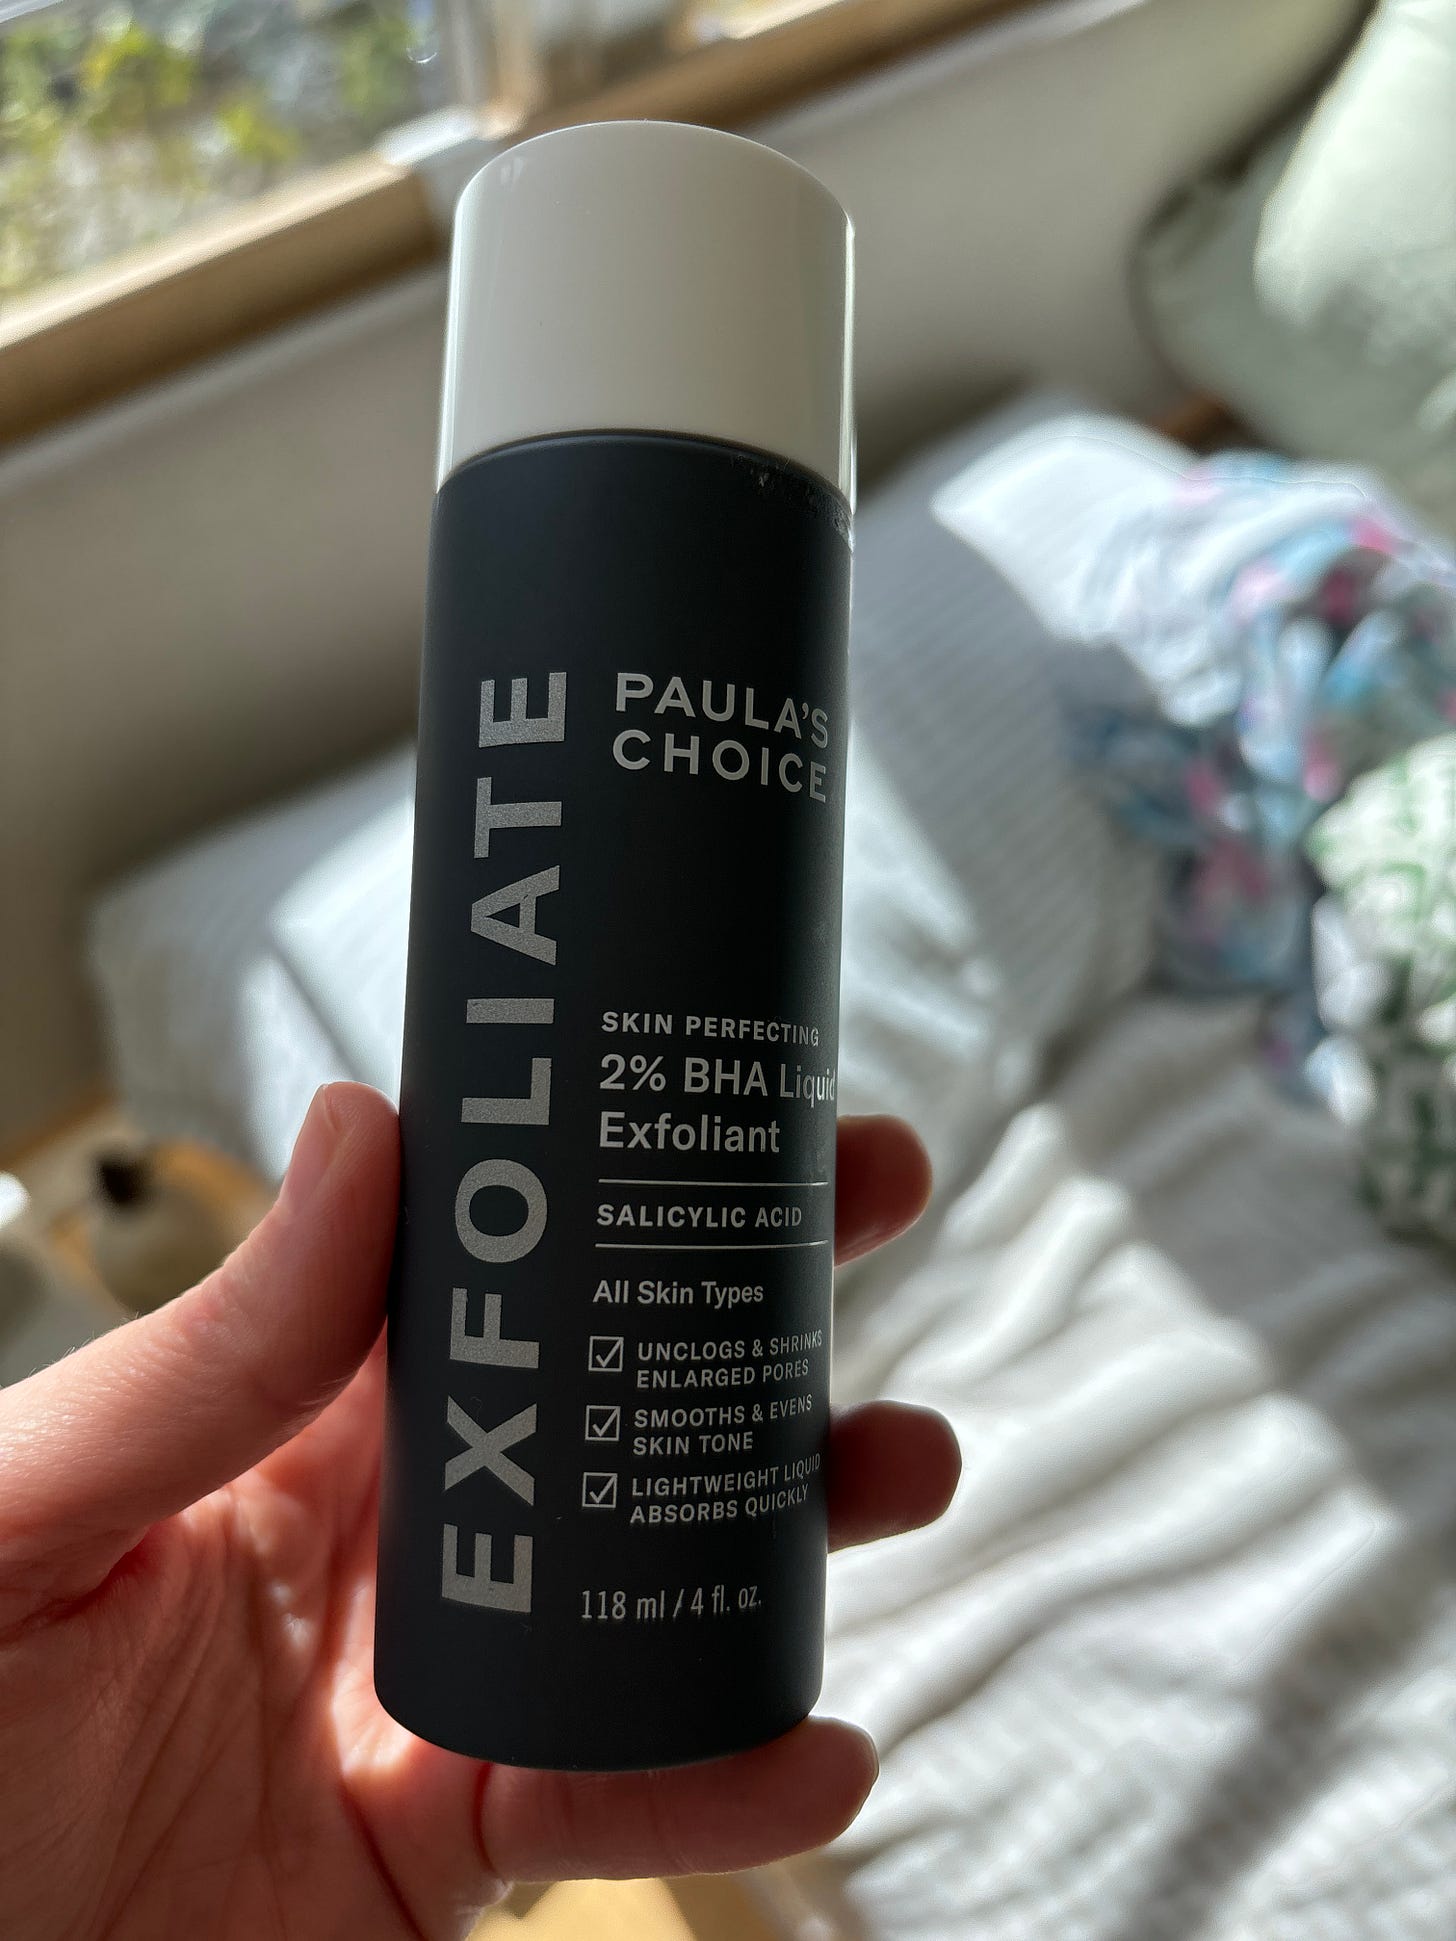 EXFOLIATE
PAULA'S
CHOICE
SKIN PERFECTING
2% BHA Liquid
Exfoliant
SALICYLIC ACID
All Skin Types
UNCLOGS & SHRINKS
ENLARGED PORES
SMOOTHS & EVENS
SKIN TONE
LIGHTWEIGHT LIQUID
ABSORBS QUICKLY
118 ml / 4 fl. oz.